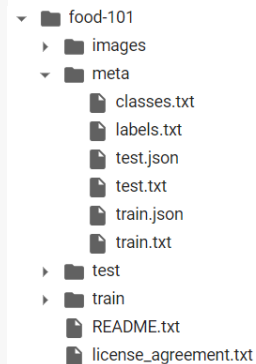 food-101
images
meta
classes.txt
labels.txt
test.json
test.txt
train.json
train.txt
test
train
README.txt
license_agreement.txt